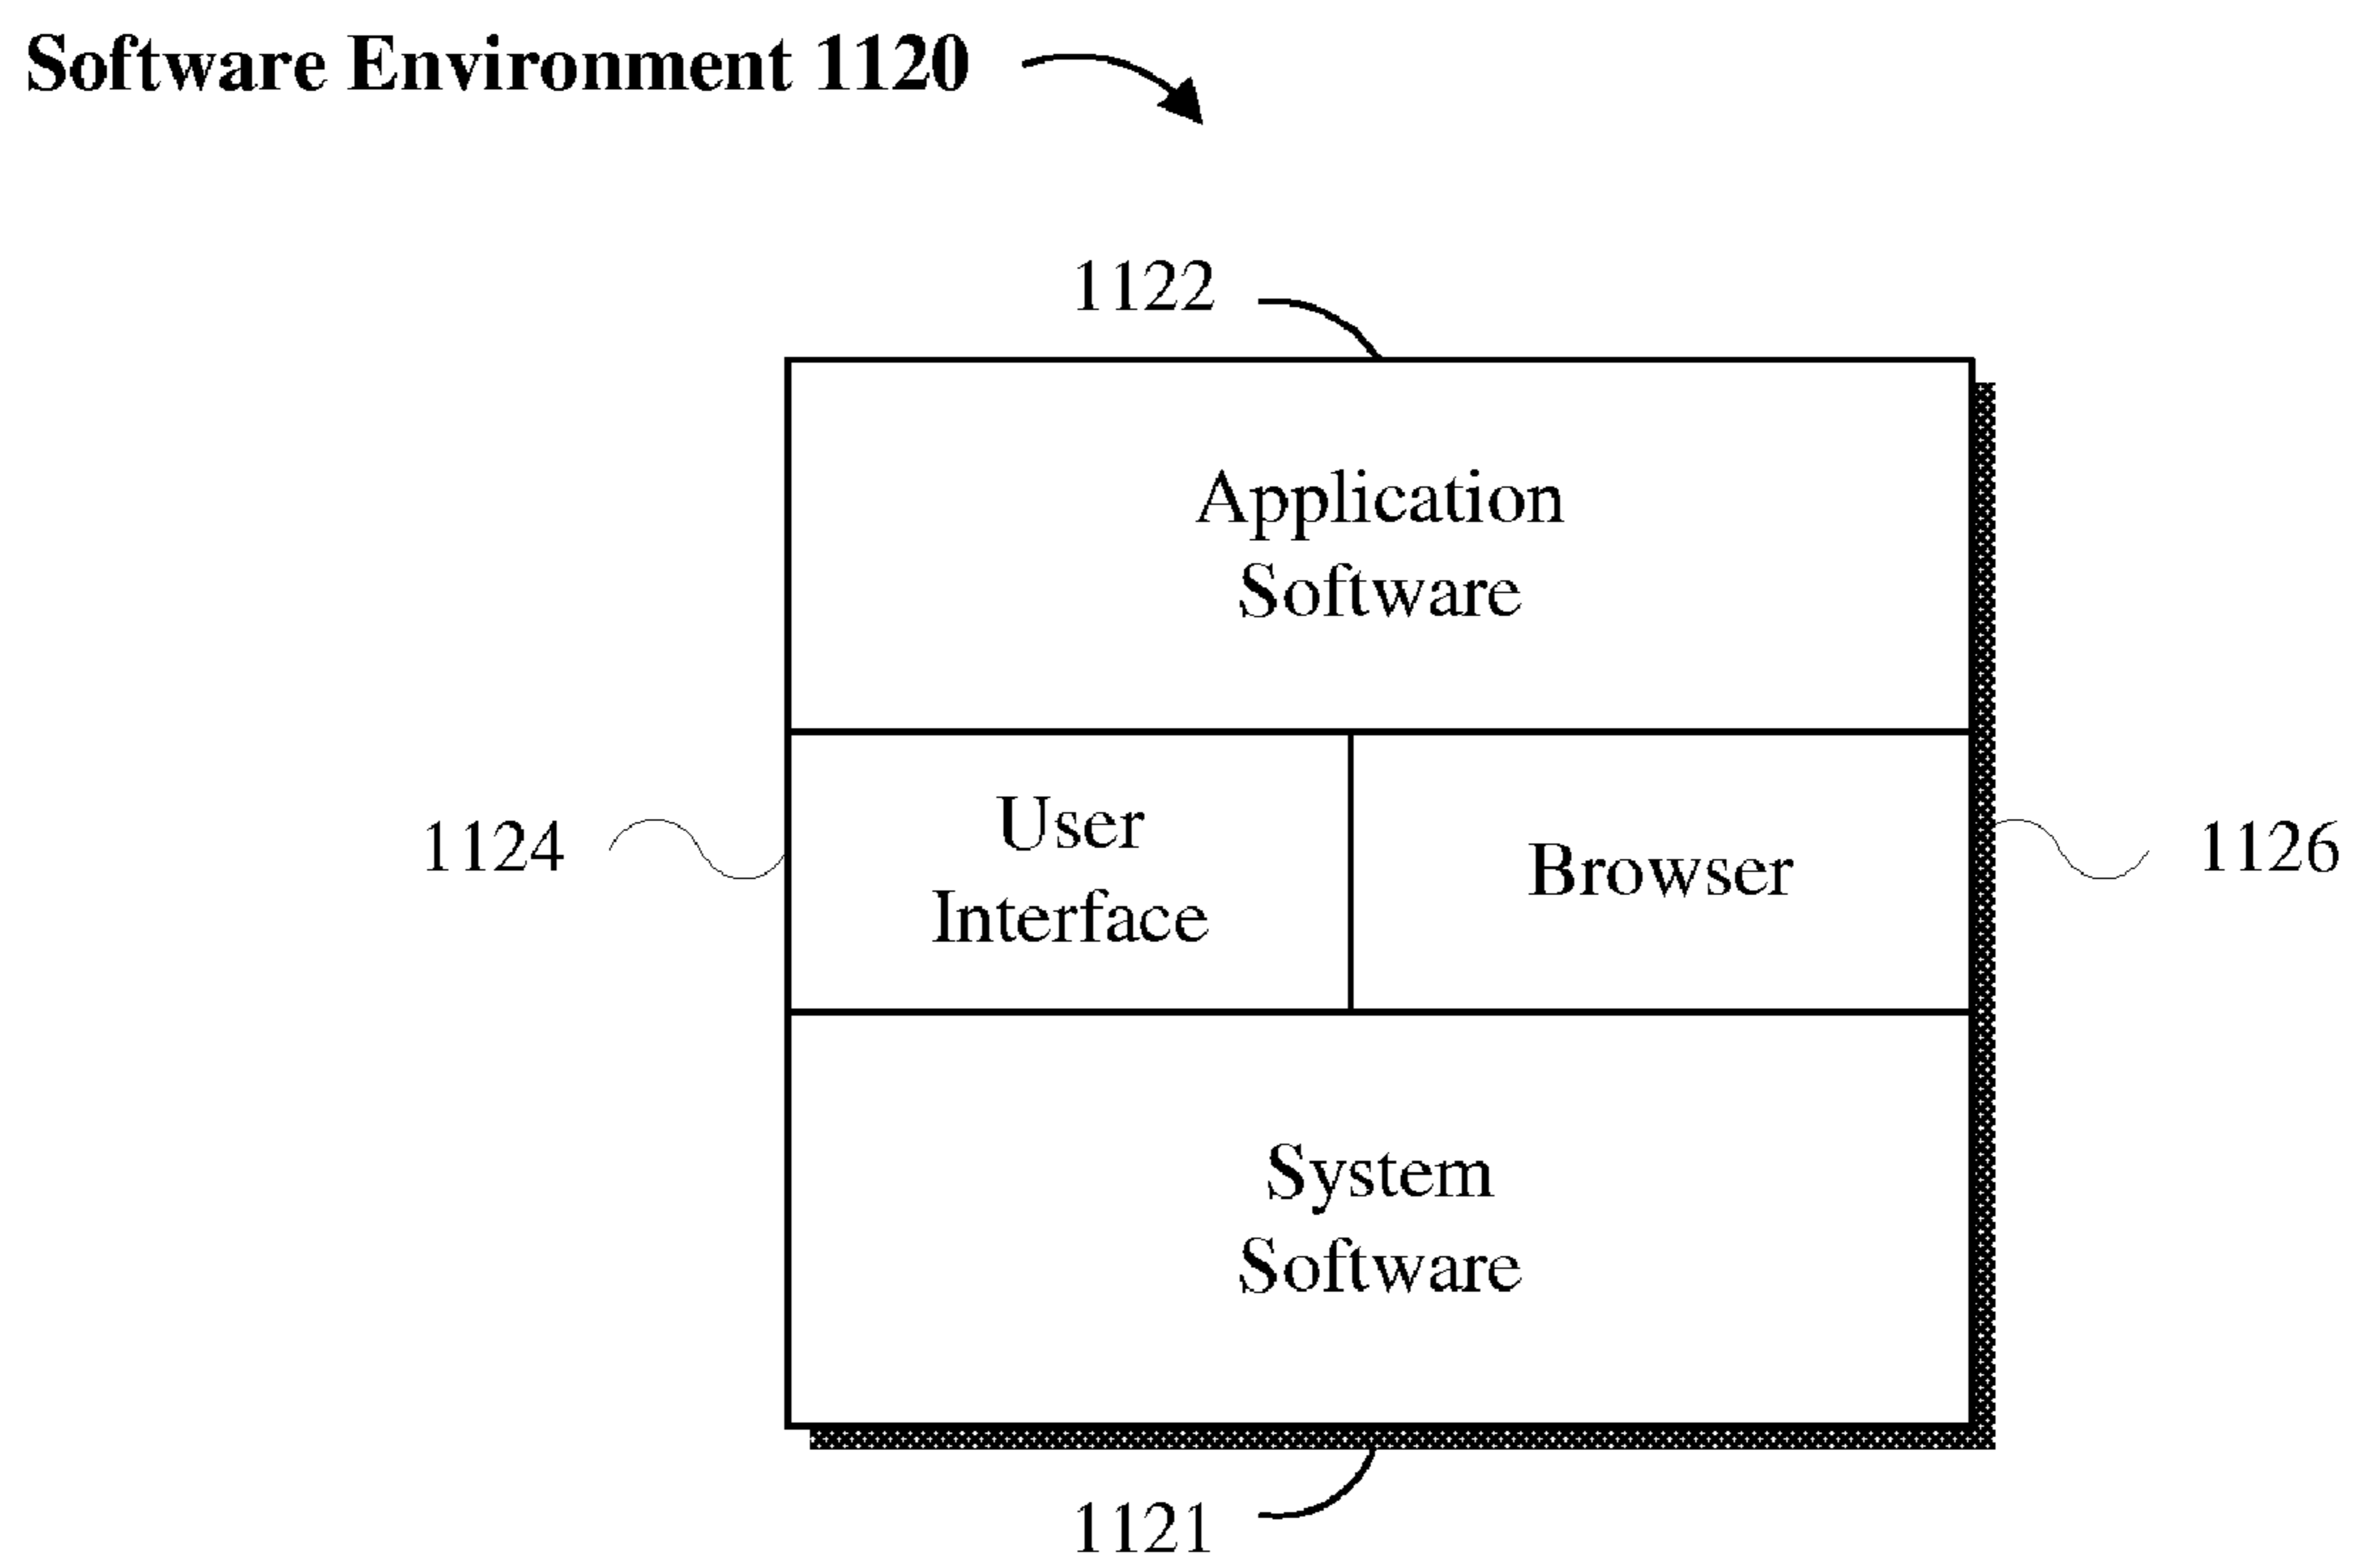 Software Environment 1120
1122
Application
Software
1124
User
Interface
Browser
1126
System
Software
1121